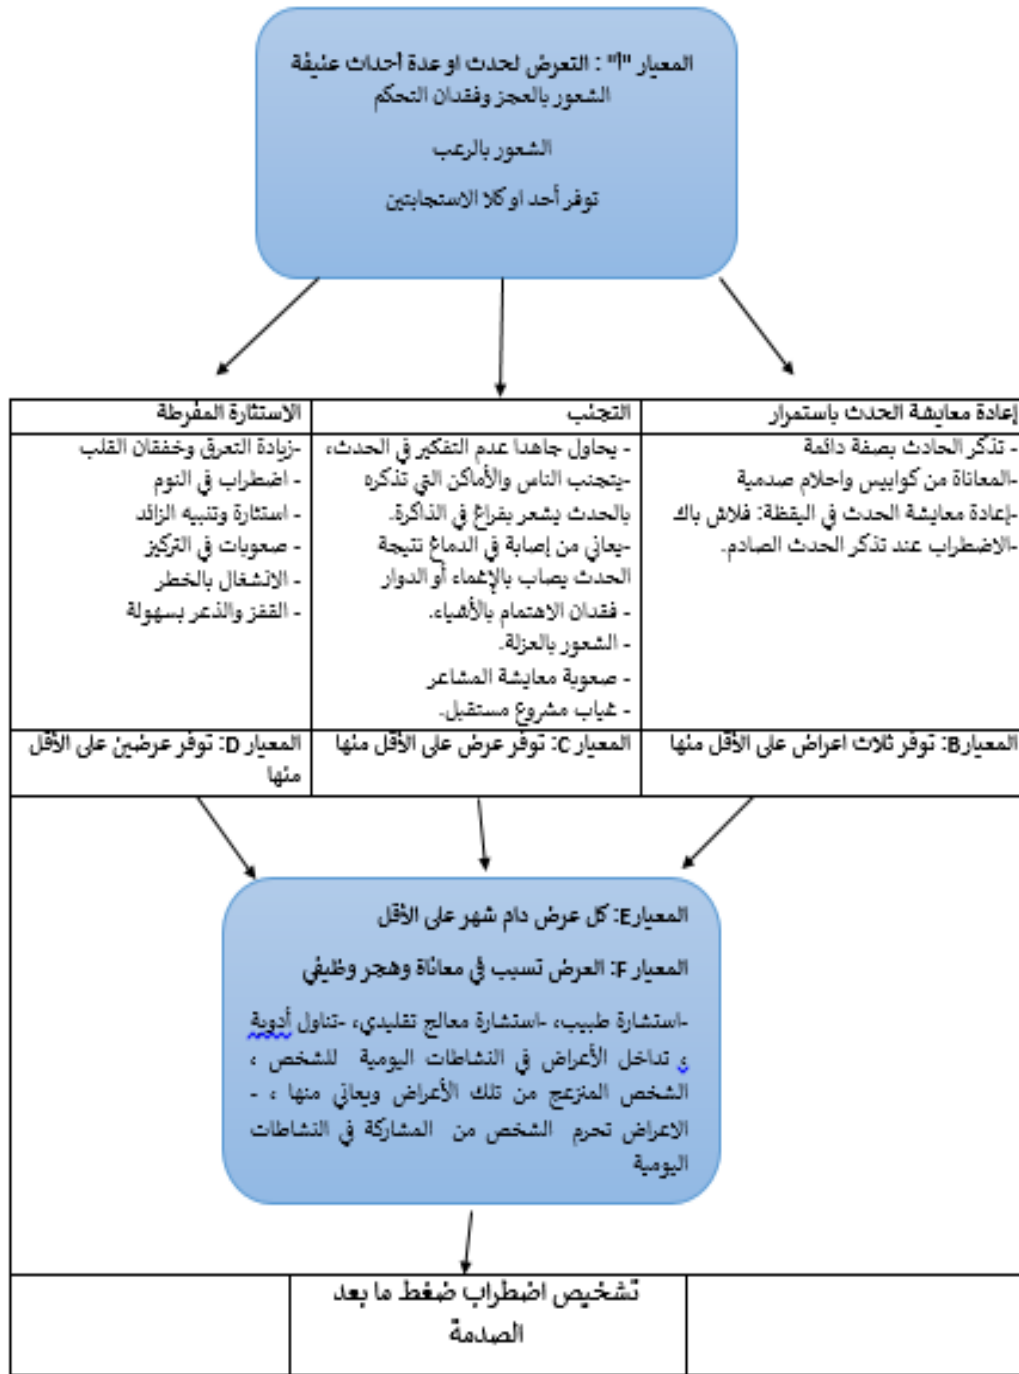 المعيار "أ" : التعرض لحدث او عدة أحداث عنيفة
الشعور بالعجز وفقدان التحكم
الشعور بالرعب
توفر أحد او كلا الاستجابتين
إعادة معايشة الحدث باستمرار
- تذكر الحادث بصفة دائمة
-المعاناة من كوابيس واحلام صدمية
-إعادة معايشة الحدث في اليقظة: فلاش باك
-الاضطراب عند تذكر الحدث الصادم.
المعيارB: توفر ثلاث اعراض على الأقل منها
التجنب
- يحاول جاهدا عدم التفكير في الحدث،
-يتجنب الناس والأماكن التي تذكره
بالحدث يشعر بفراغ في الذاكرة.
-يعاني من إصابة في الدماغ نتيجة
الحدث يصاب بالإغماء أو الدوار
- فقدان الاهتمام بالأشياء.
- الشعور بالعزلة.
- صعوبة معايشة المشاعر
- غياب مشروع مستقبل.
المعيار C: توفر عرض على الأقل منها
الاستثارة المفرطة
-زيادة التعرق وخفقان القلب
- اضطراب في النوم
- استثارة وتنبيه الزائد
- صعوبات في التركيز
- الانشغال بالخطر
- القفز والذعر بسهولة
المعيار D: توفر عرضين على الأقل
منها
المعيارE: كل عرض دام شهر على الأقل
المعيار F: العرض تسبب في معاناة وهجر وظيفي
-استشارة طبيب، -استشارة معالج تقليدي، -تناول أدوية
، تداخل الأعراض في النشاطات اليومية للشخص ،
الشخص المنزعج من تلك الأعراض ويعاني منها ، -
الاعراض تحرم الشخص من المشاركة في النشاطات
اليومية
تشخيص اضطراب ضغط ما بعد
الصدمة